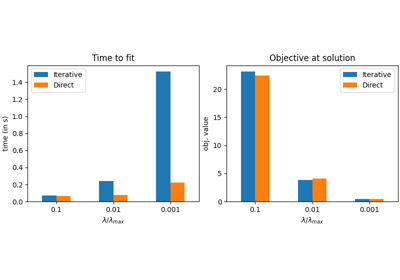 Time to fit
Iterative
Direct
1.4
1.2
1.0
0.8
0.6
0.4
0.2
0.0
time (in s)
0.1
0.01
0.001
λ/λmax
Objective at solution
Iterative
Direct
20
15
10
5
0
obj. value
0.1
0.01
0.001
λ/λmax